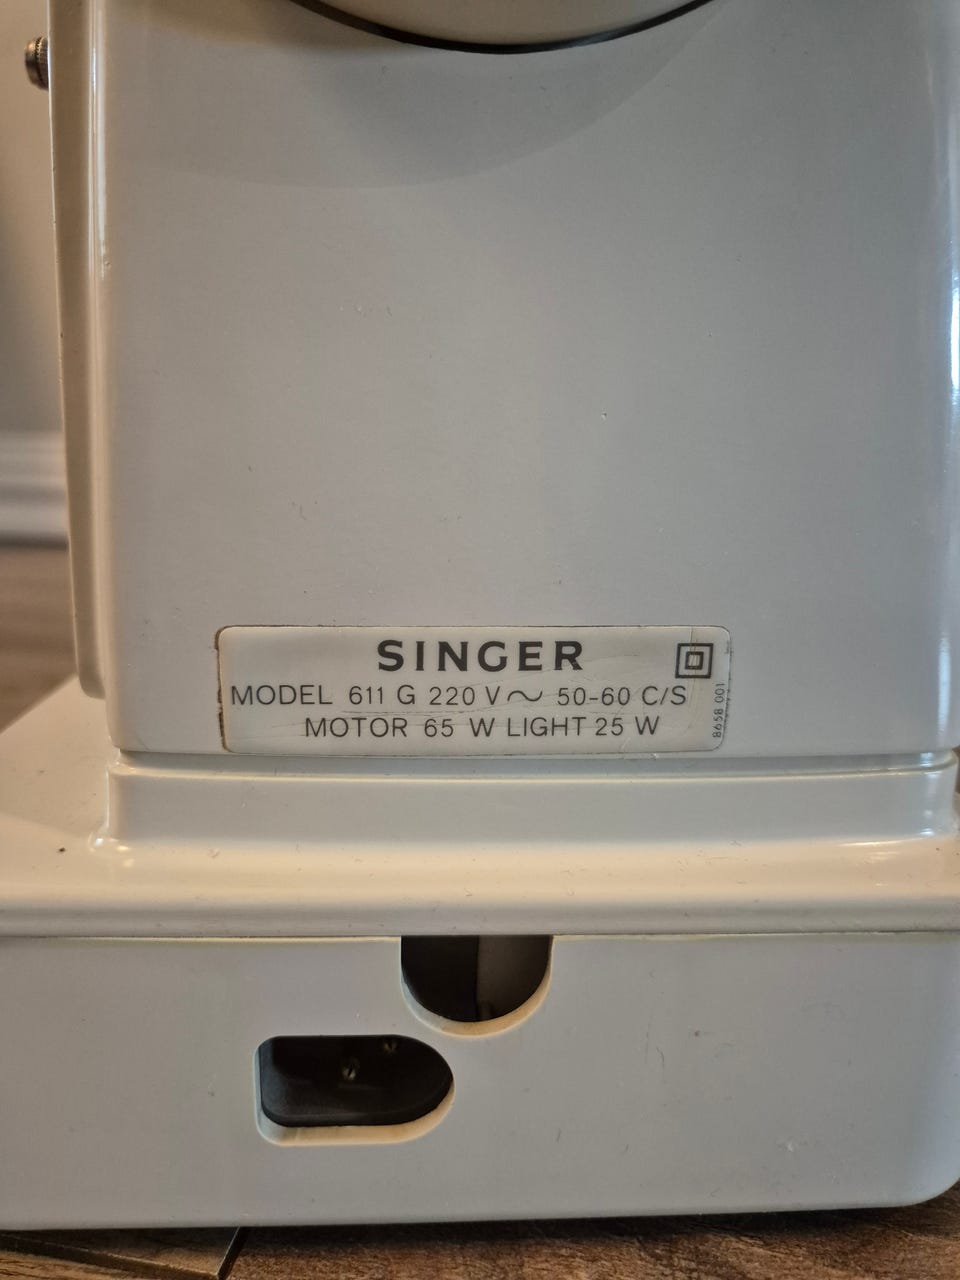 SINGER
MODEL 611 G 220 V ~ 50-60 C/S
MOTOR 65 W LIGHT 25 W
8658 001